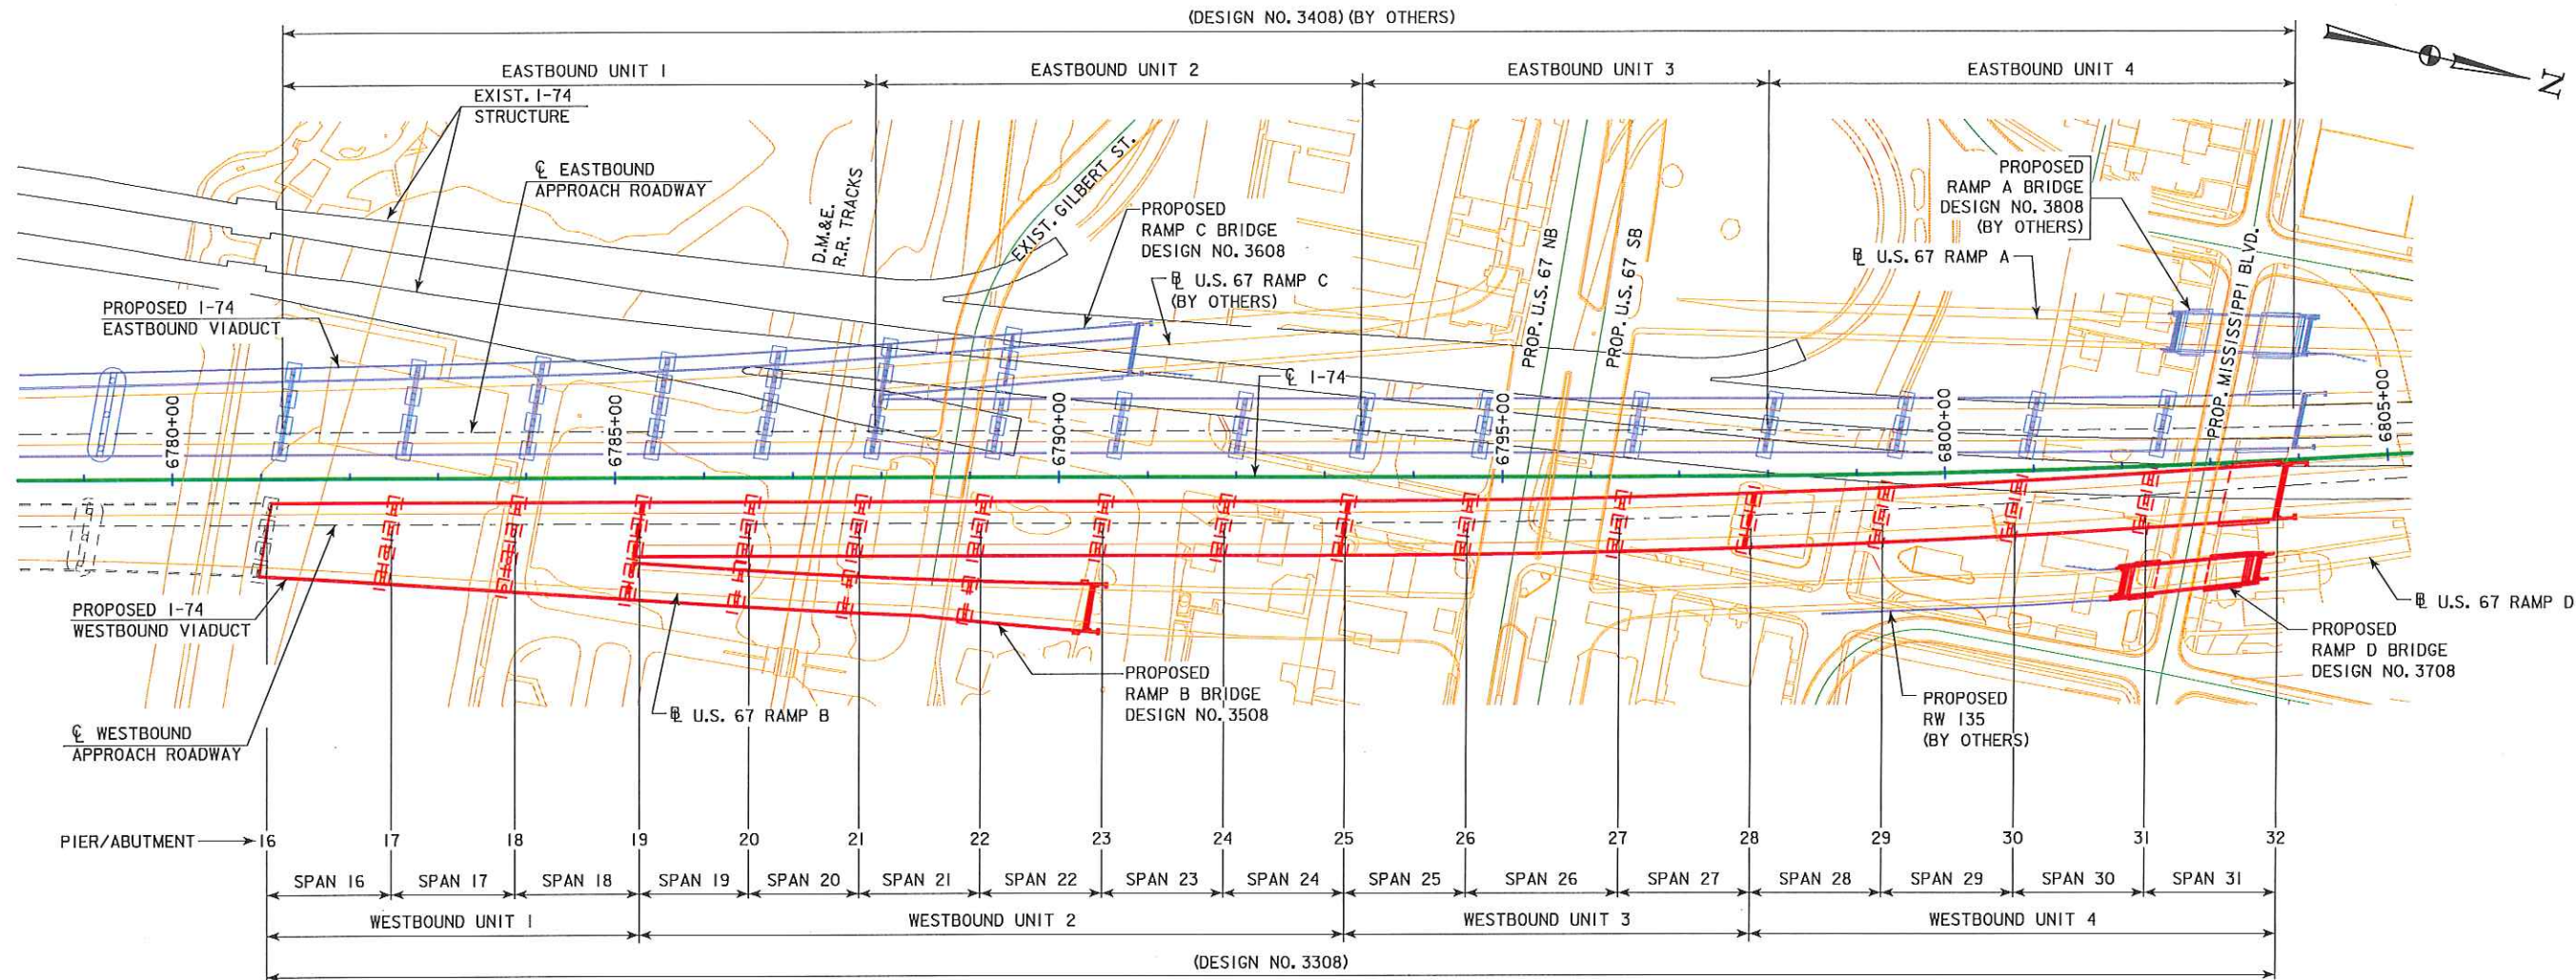 (DESIGN NO. 3408) (BY OTHERS)
EASTBOUND UNIT 1
EASTBOUND UNIT 2
EASTBOUND UNIT 3
EASTBOUND UNIT 4
N
EXIST. I-74
STRUCTURE
℄ EASTBOUND
APPROACH ROADWAY
D.M.&E.
R.R. TRACKS
EXIST. GILBERT ST.
PROPOSED
RAMP C BRIDGE
DESIGN NO. 3608
BL U.S. 67 RAMP C
(BY OTHERS)
PROP. U.S. 67 NB
PROP. U.S. 67 SB
PROPOSED
RAMP A BRIDGE
DESIGN NO. 3808
(BY OTHERS)
BL U.S. 67 RAMP A
PROP. MISSISSIPPI BLVD.
PROPOSED I-74
EASTBOUND VIADUCT
℄ I-74
6780+00
6785+00
6790+00
6795+00
6800+00
6805+00
PROPOSED I-74
WESTBOUND VIADUCT
℄ WESTBOUND
APPROACH ROADWAY
BL U.S. 67 RAMP B
PROPOSED
RAMP B BRIDGE
DESIGN NO. 3508
PROPOSED
RW 135
(BY OTHERS)
BL U.S. 67 RAMP D
PROPOSED
RAMP D BRIDGE
DESIGN NO. 3708
PIER/ABUTMENT 16 17 18 19 20 21 22 23 24 25 26 27 28 29 30 31 32
SPAN 16 SPAN 17 SPAN 18 SPAN 19 SPAN 20 SPAN 21 SPAN 22 SPAN 23 SPAN 24 SPAN 25 SPAN 26 SPAN 27 SPAN 28 SPAN 29 SPAN 30 SPAN 31
WESTBOUND UNIT 1 WESTBOUND UNIT 2 WESTBOUND UNIT 3 WESTBOUND UNIT 4
(DESIGN NO. 3308)